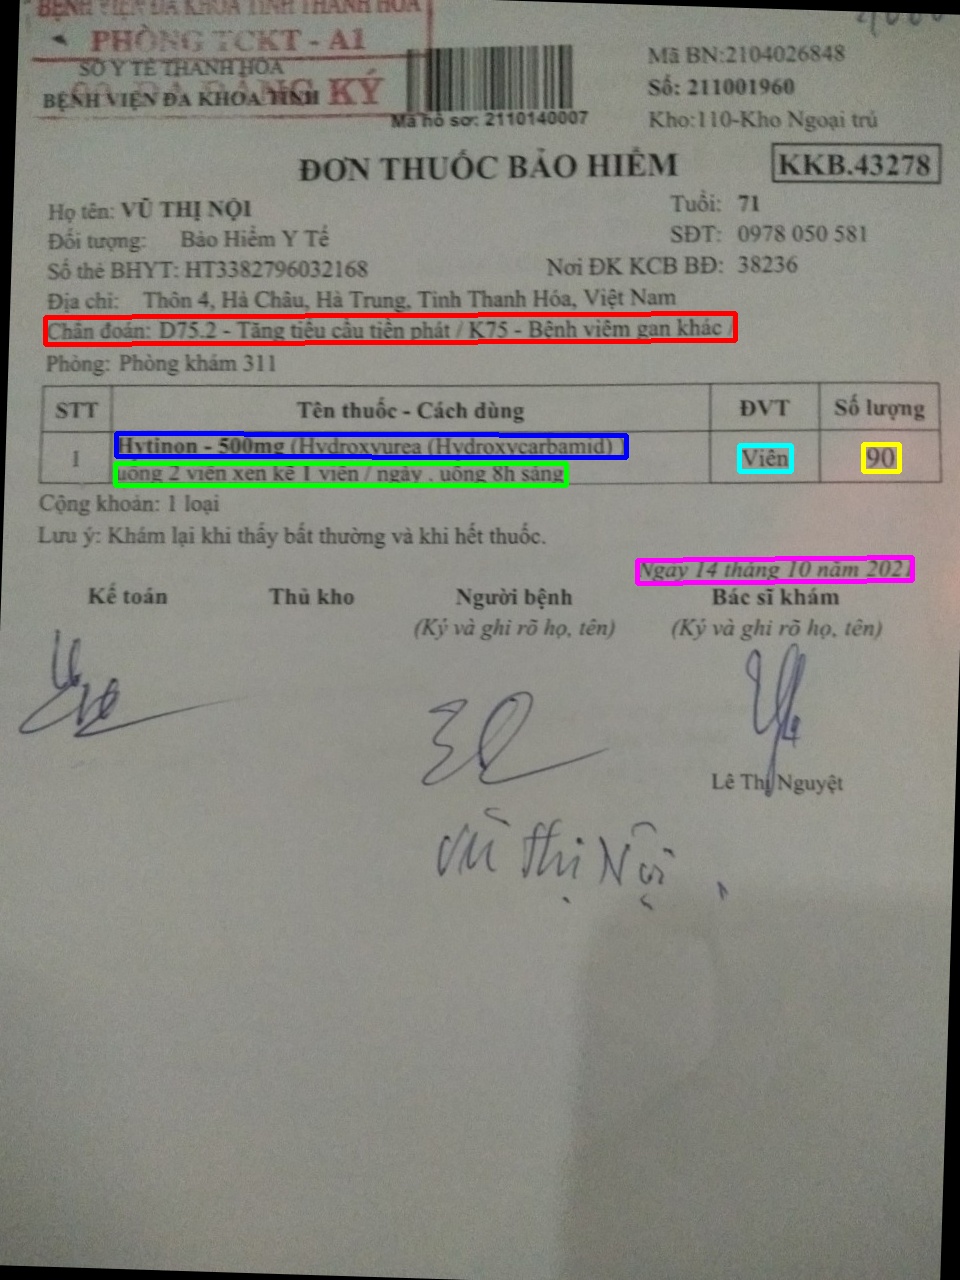 BỆNH VIỆN ĐA KHOA TỈNH THANH HÓA
PHÒNG TCKT - A1
SỞ Y TẾ THANH HÓA
BỆNH VIỆN ĐA KHOA TỈNH
KÝ
Mã hồ sơ: 2110140007
Mã BN:2104026848
Số: 211001960
Kho:110-Kho Ngoại trú
ĐƠN THUỐC BẢO HIỂM
KKB.43278
Họ tên: VŨ THỊ NỘI
Tuổi: 71
Đối tượng: Bảo Hiểm Y Tế
SĐT: 0978 050 581
Số thẻ BHYT: HT3382796032168
Nơi ĐK KCB BĐ: 38236
Địa chỉ: Thôn 4, Hà Châu, Hà Trung, Tỉnh Thanh Hóa, Việt Nam
Chẩn đoán: D75.2 - Tăng tiểu cầu tiên phát / K75 - Bệnh viêm gan khác /
Phòng: Phòng khám 311
STT Tên thuốc - Cách dùng ĐVT Số lượng
1 Hytinon - 500mg (Hydroxyurea (Hydroxycarbamid) ) Viên 90
uống 2 viên xen kẽ 1 viên / ngày , uống 8h sáng
Cộng khoản: 1 loại
Lưu ý: Khám lại khi thấy bất thường và khi hết thuốc.
Ngày 14 tháng 10 năm 2021
Kế toán Thủ kho Người bệnh Bác sĩ khám
(Ký và ghi rõ họ, tên) (Ký và ghi rõ họ, tên)
Lê Thị Nguyệt
Vũ Thị Nội